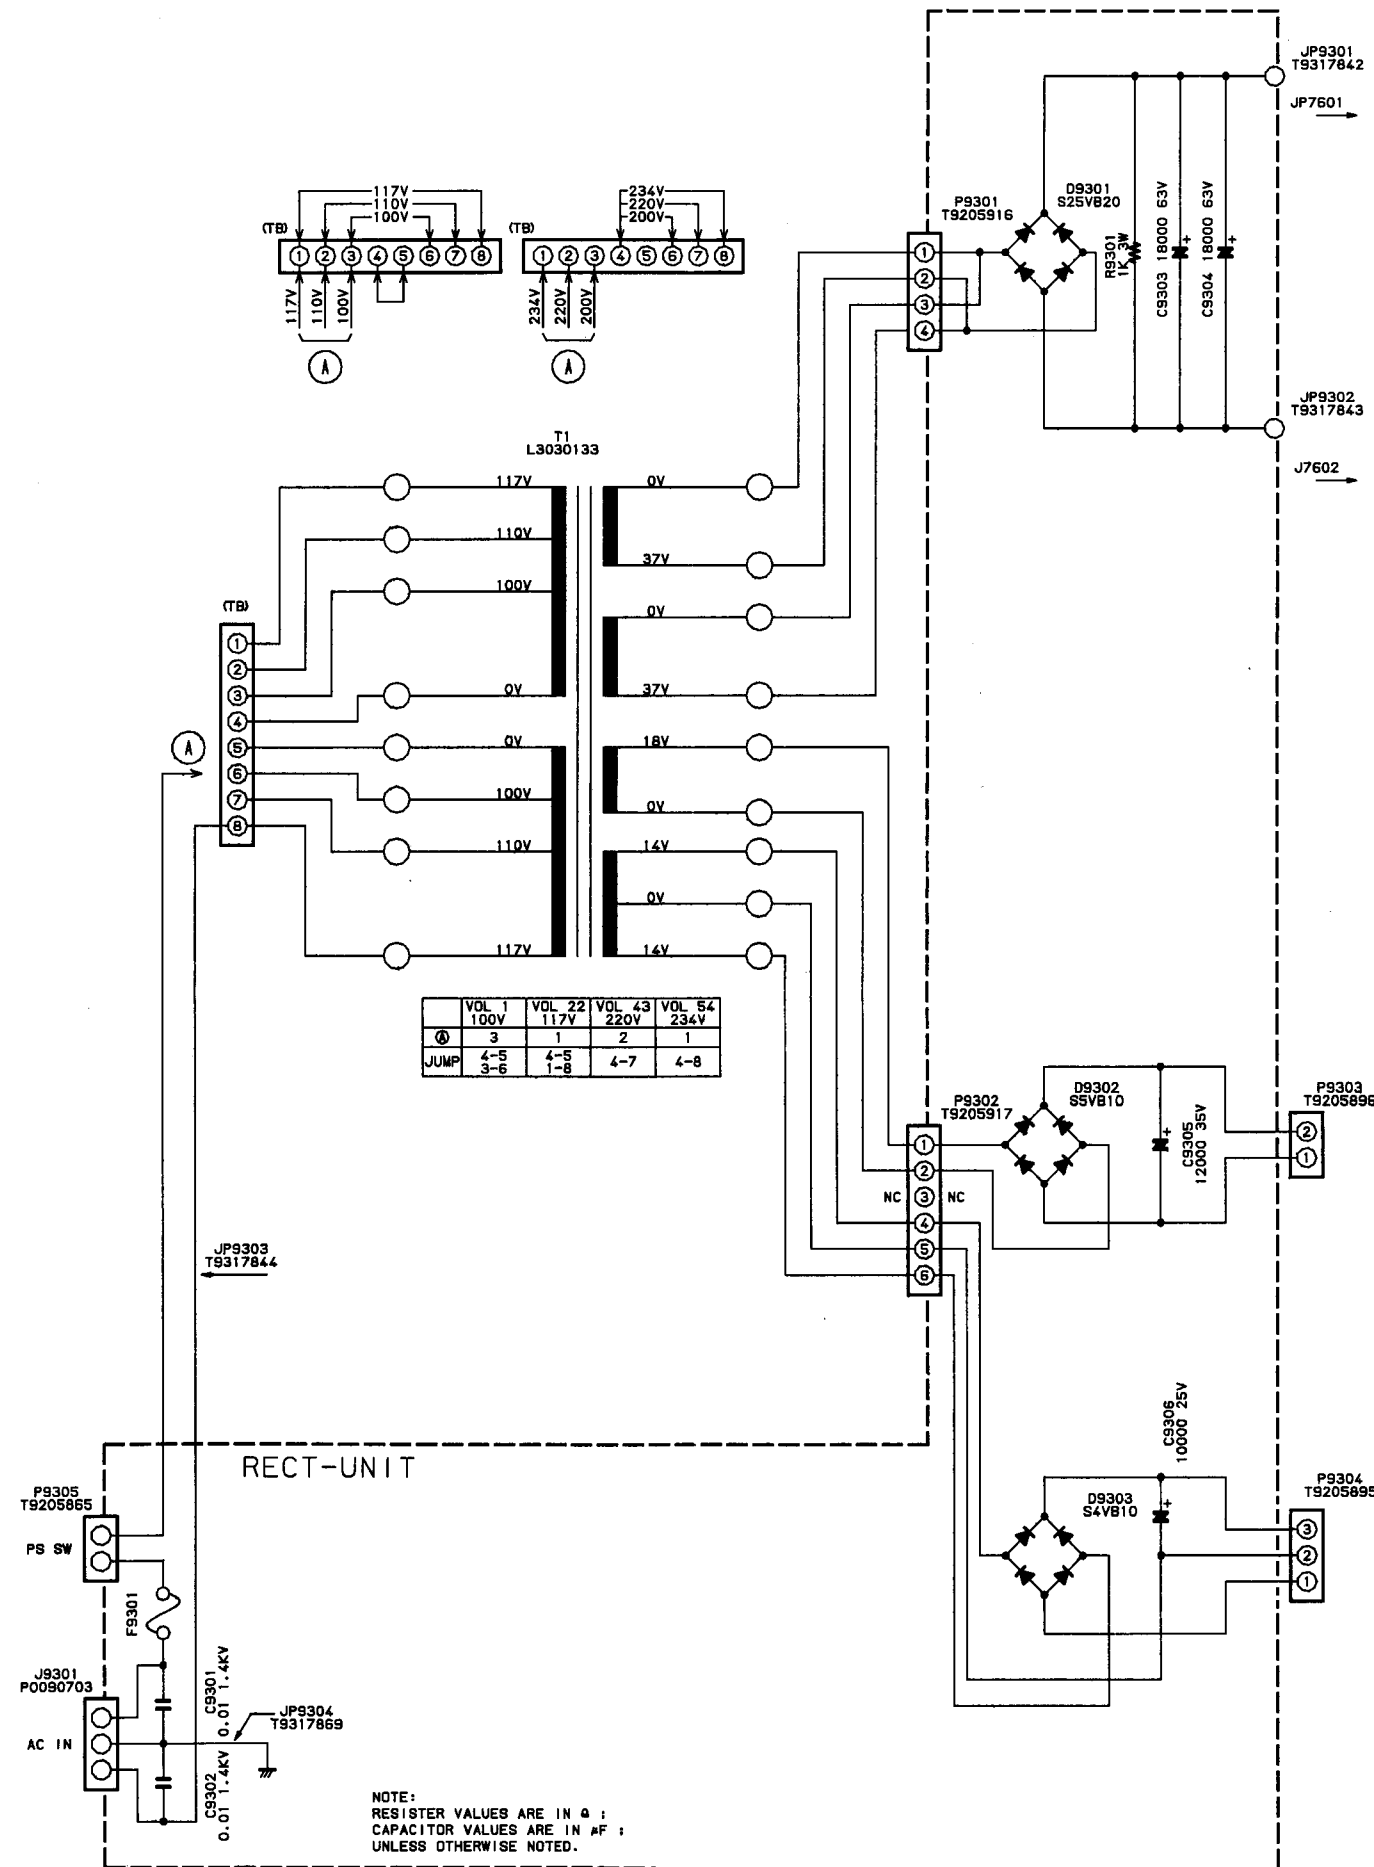 JP9301
T9317842
JP7601
117V
110V
100V
(TB)
1 2 3 4 5 6 7 8
117V
110V
100V
A
234V
220V
200V
(TB)
1 2 3 4 5 6 7 8
234V
220V
200V
A
P9301
T9205916
D9301
S25VB20
1
2
3
4
R9301
1K 3W
C9303 18000 63V
+
C9304 18000 63V
+
JP9302
T9317843
J7602
T1
L3030133
117V
110V
100V
0V
0V
100V
110V
117V
0V
37V
0V
37V
18V
0V
14V
0V
14V
(TB)
1
2
3
4
5
6
7
8
A
VOL 1 VOL 22 VOL 43 VOL 54
100V 117V 220V 234V
A 3 1 2 1
JUMP 4-5 4-5 4-7 4-8
3-6 1-8
P9302
T9205917
D9302
S5VB10
1
2
NC 3 NC
4
5
6
C9305
12000 35V
+
P9303
T9205896
2
1
JP9303
T9317844
RECT-UNIT
C9306
10000 25V
+
D9303
S4VB10
P9304
T9205895
3
2
1
P9305
T9205865
PS SW
F9301
J9301
P0090703
AC IN
C9301
0.01 1.4KV
C9302
0.01 1.4KV
JP9304
T9317869
NOTE:
RESISTER VALUES ARE IN Ω ;
CAPACITOR VALUES ARE IN μF ;
UNLESS OTHERWISE NOTED.